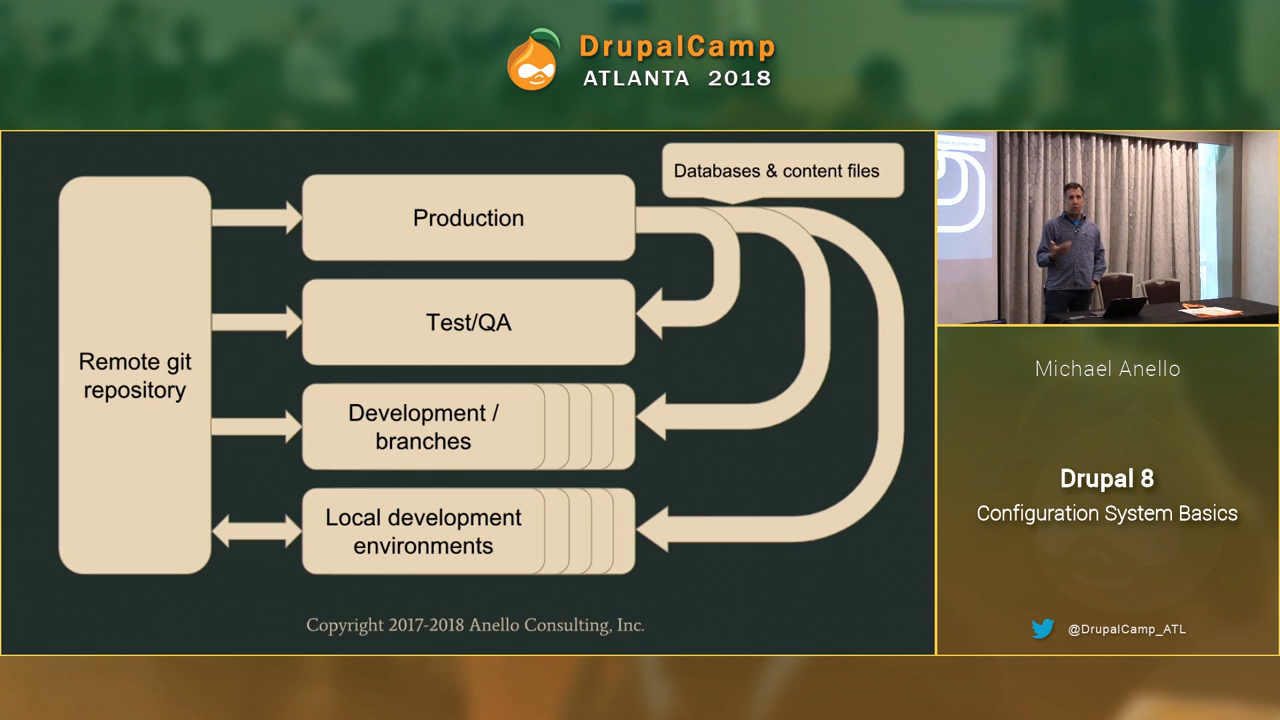 DrupalCamp
ATLANTA 2018
Databases & content files
Production
Test/QA
Remote git
repository
Development /
branches
Local development
environments
Copyright 2017-2018 Anello Consulting, Inc.
Michael Anello
Drupal 8
Configuration System Basics
@DrupalCamp_ATL